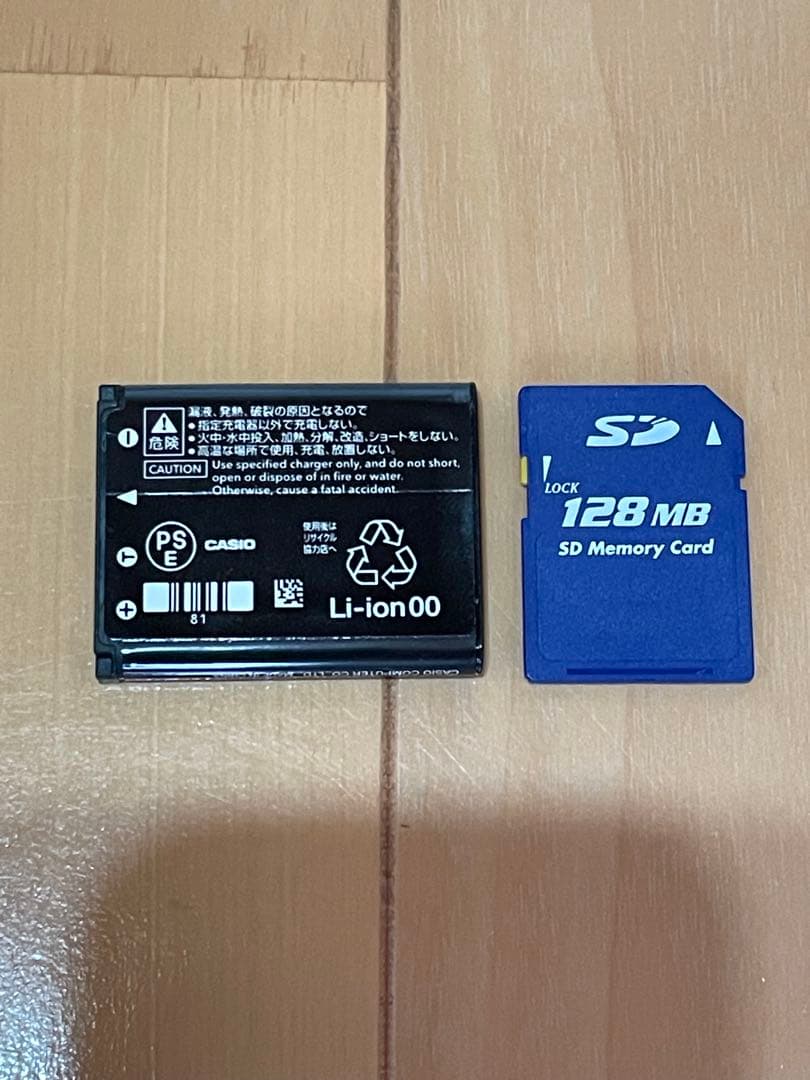 危険
漏液、発熱、破裂の原因となるので
●指定充電器以外で充電しない。
●火中・水中投入、加熱、分解、改造、ショートをしない。
●高温な場所で使用、充電、放置しない。
CAUTION
Use specified charger only, and do not short,
open or dispose of in fire or water.
Otherwise, cause a fatal accident.
PS
E
CASIO
使用後は
リサイクル
協力店へ
Li-ion00
81
CASIO COMPUTER CO., LTD.
SD
LOCK
128MB
SD Memory Card